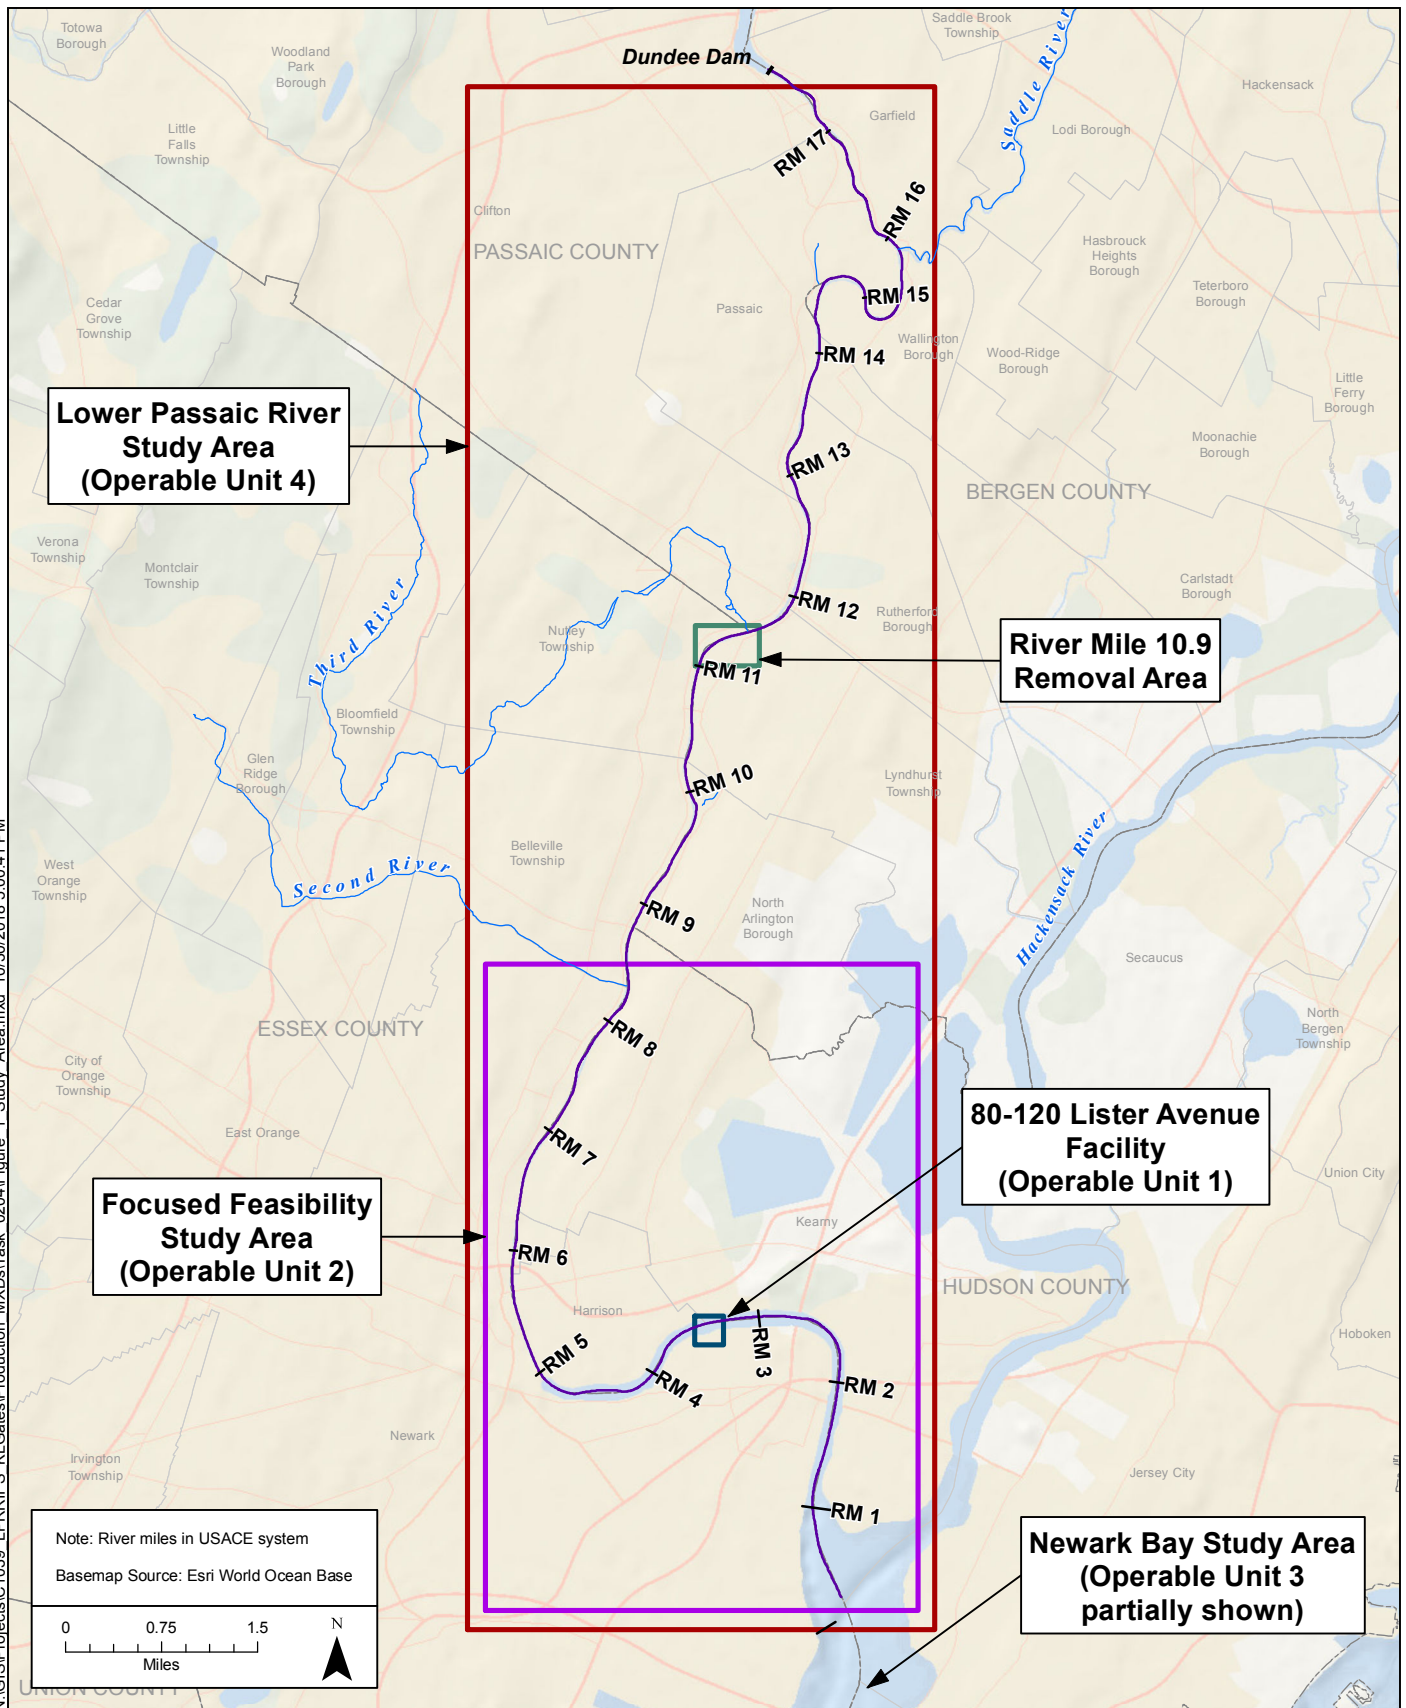 Totowa
Borough
Woodland
Park
Borough
Dundee Dam
Saddle Brook
Township
Saddle River
Hackensack
Garfield
Lodi Borough
Little
Falls
Township
RM 17
Clifton
RM 16
PASSAIC COUNTY
Hasbrouck
Heights
Borough
Teterboro
Borough
Cedar
Grove
Township
Passaic
RM 15
Wallington
Borough
RM 14
Wood-Ridge
Borough
Little
Ferry
Borough
Lower Passaic River
Study Area
(Operable Unit 4)
Moonachie
Borough
RM 13
BERGEN COUNTY
Verona
Township
Montclair
Township
Carlstadt
Borough
Third River
RM 12
Rutherford
Borough
Nutley
Township
River Mile 10.9
Removal Area
RM 11
Bloomfield
Township
Glen
Ridge
Borough
RM 10
Lyndhurst
Township
Hackensack River
Belleville
Township
West
Orange
Township
Second River
RM 9
North
Arlington
Borough
Secaucus
ESSEX COUNTY
RM 8
North
Bergen
Township
City of
Orange
Township
East Orange
RM 7
80-120 Lister Avenue
Facility
(Operable Unit 1)
Union City
Focused Feasibility
Study Area
(Operable Unit 2)
Kearny
RM 6
HUDSON COUNTY
Harrison
Hoboken
RM 5
RM 4
RM 3
RM 2
Newark
Irvington
Township
Jersey City
RM 1
Note: River miles in USACE system
Basemap Source: Esri World Ocean Base
0 0.75 1.5
Miles
N
Newark Bay Study Area
(Operable Unit 3
partially shown)
UNION COUNTY